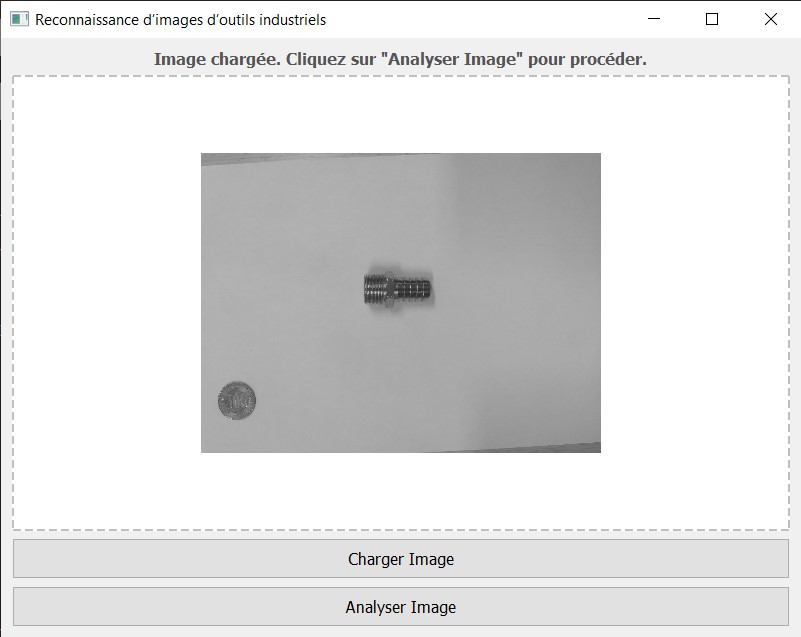 Reconnaissance d'images d'outils industriels
Image chargée. Cliquez sur "Analyser Image" pour procéder.
Charger Image
Analyser Image